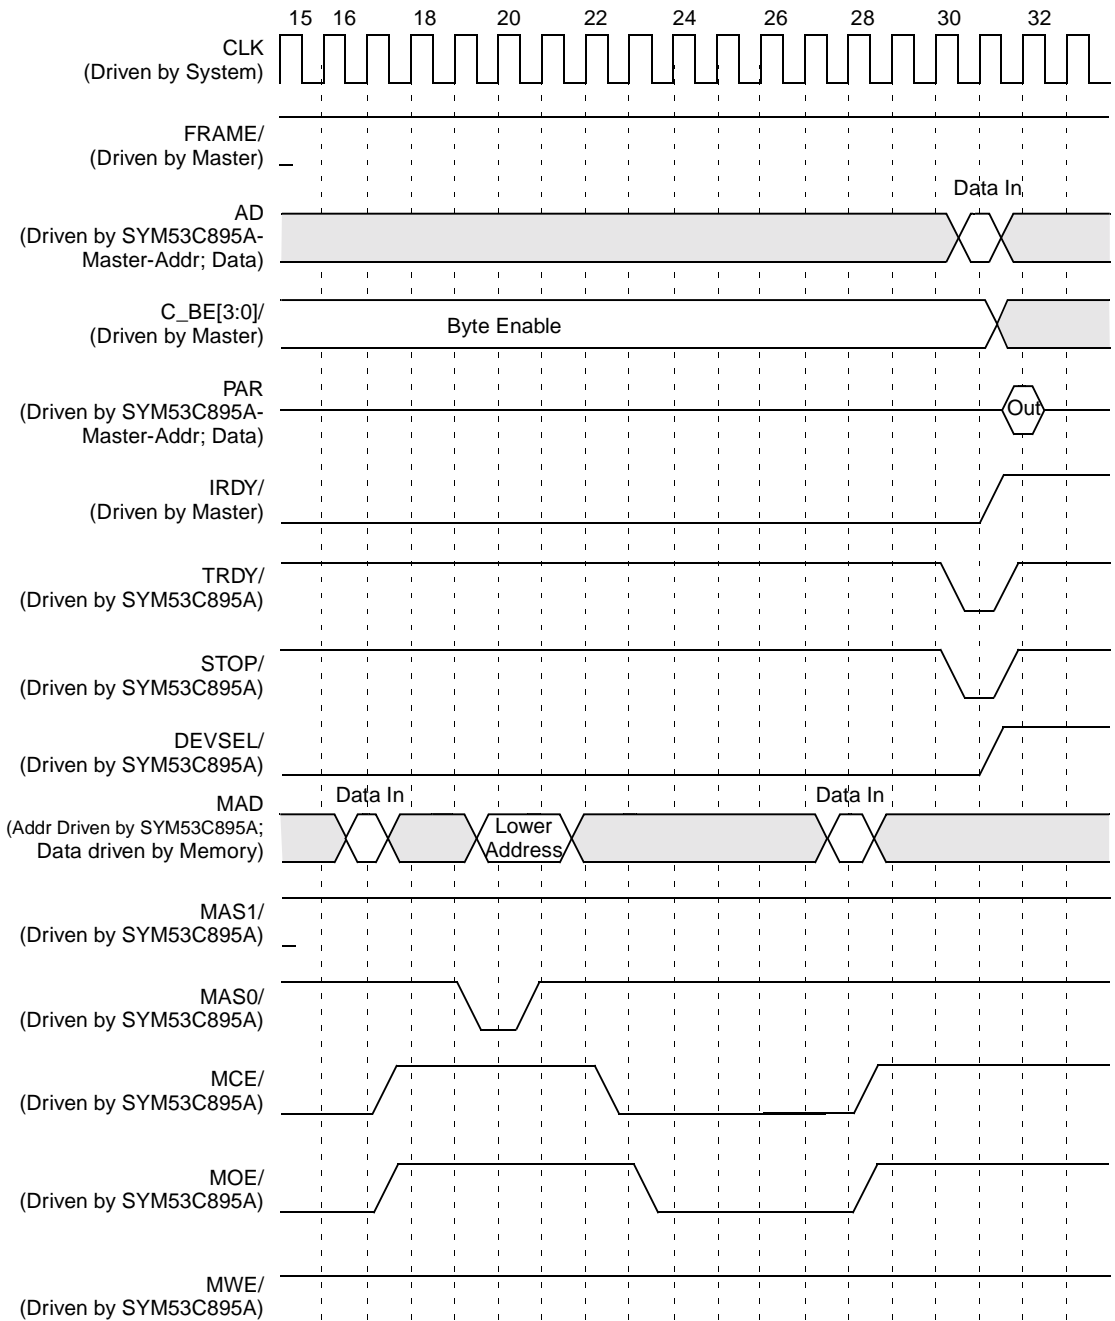 15 16 18 20 22 24 26 28 30 32
CLK
(Driven by System)
FRAME/
(Driven by Master)
Data In
AD
(Driven by SYM53C895A-
Master-Addr; Data)
C_BE[3:0]/
(Driven by Master)
Byte Enable
PAR
(Driven by SYM53C895A-
Master-Addr; Data)
Out
IRDY/
(Driven by Master)
TRDY/
(Driven by SYM53C895A)
STOP/
(Driven by SYM53C895A)
DEVSEL/
(Driven by SYM53C895A)
MAD
(Addr Driven by SYM53C895A;
Data driven by Memory)
Data In
Lower
Address
Data In
MAS1/
(Driven by SYM53C895A)
MAS0/
(Driven by SYM53C895A)
MCE/
(Driven by SYM53C895A)
MOE/
(Driven by SYM53C895A)
MWE/
(Driven by SYM53C895A)